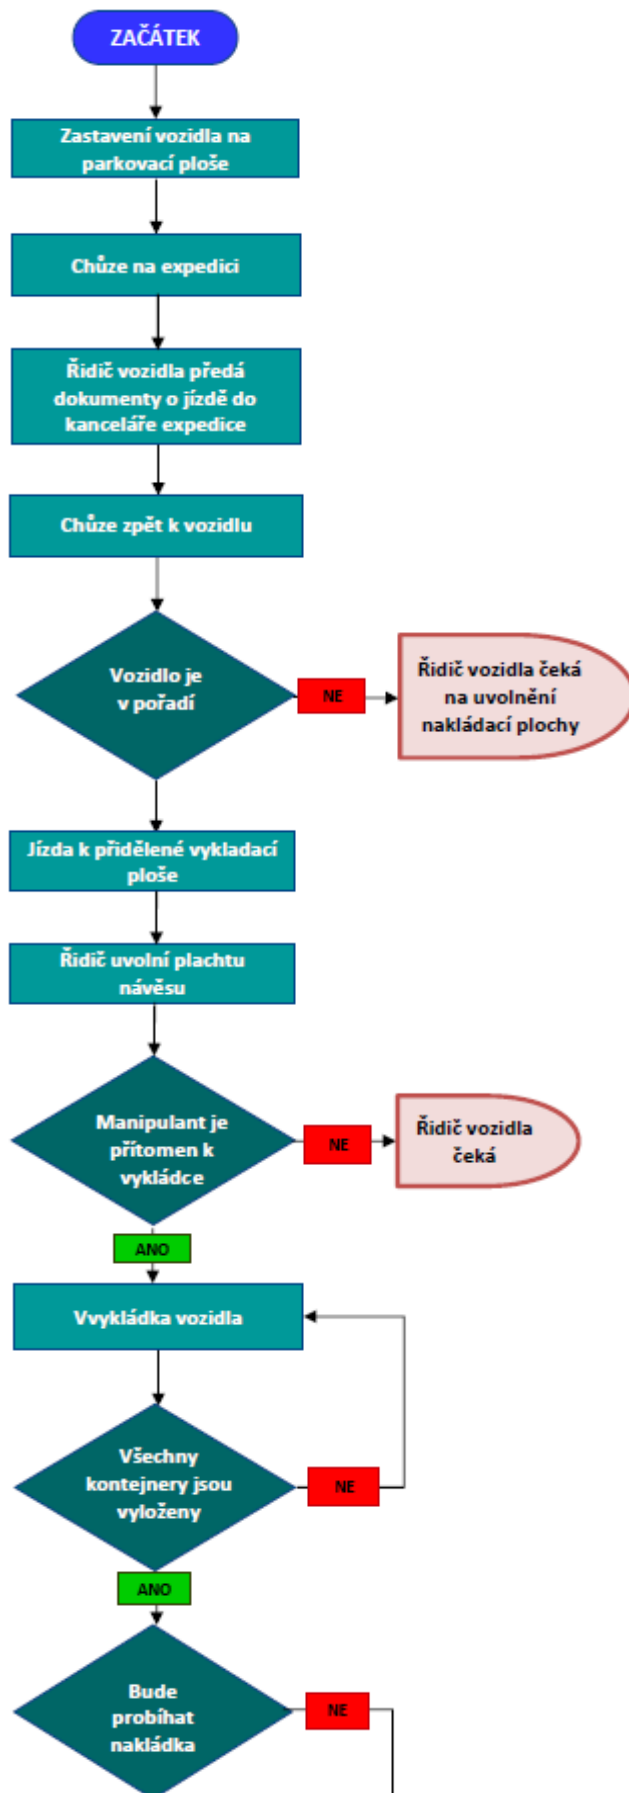 ZAČÁTEK
Zastavení vozidla na
parkovací ploše
Chůze na expedici
Řidič vozidla předá
dokumenty o jízdě do
kanceláře expedice
Chůze zpět k vozidlu
Vozidlo je
v pořadí
NE
Řidič vozidla čeká
na uvolnění
nakládací plochy
Jízda k přidělené vykladací
ploše
Řidič uvolní plachtu
návěsu
Manipulant je
přítomen k
vykládce
NE
Řidič vozidla
čeká
ANO
Vvykládka vozidla
Všechny
kontejnery jsou
vyloženy
NE
ANO
Bude
probíhat
nakládka
NE